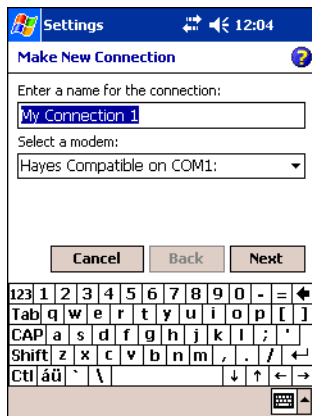 Settings 12:04
Make New Connection ?
Enter a name for the connection:
My Connection 1
Select a modem:
Hayes Compatible on COM1:
Cancel Back Next
123 1 2 3 4 5 6 7 8 9 0 - =
Tab q w e r t y u i o p [ ]
CAP a s d f g h j k l ; '
Shift z x c v b n m , . /
Ctl áü ` \